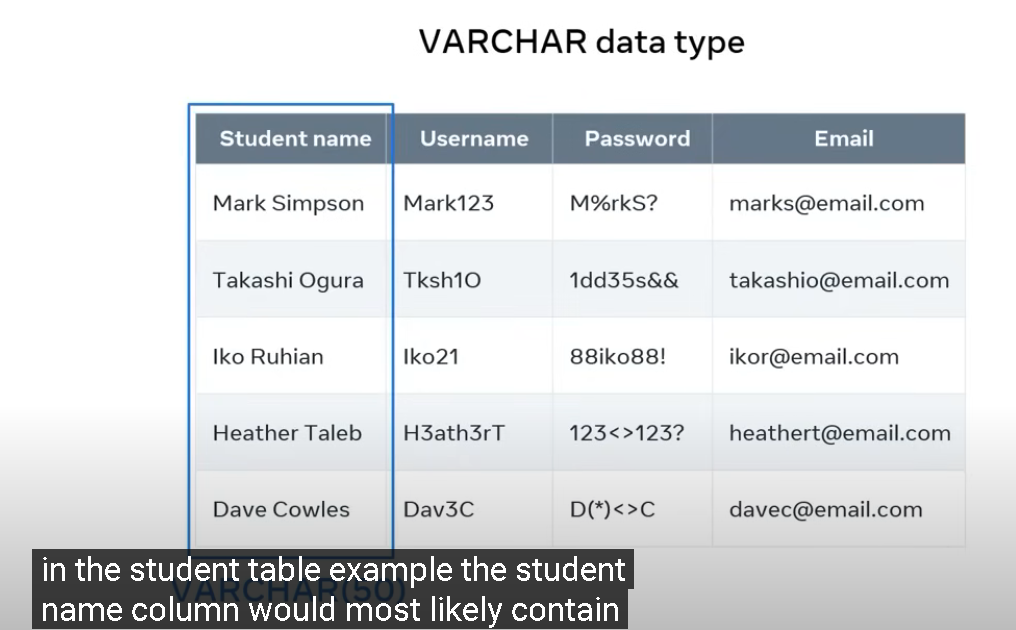 VARCHAR data type
Student name Username Password Email
Mark Simpson Mark123 M%rkS? marks@email.com
Takashi Ogura Tksh1O 1dd35s&& takashio@email.com
Iko Ruhian Iko21 88iko88! ikor@email.com
Heather Taleb H3ath3rT 123<>123? heathert@email.com
Dave Cowles Dav3C D(*)<>C davec@email.com
VARCHAR(50)
in the student table example the student
name column would most likely contain